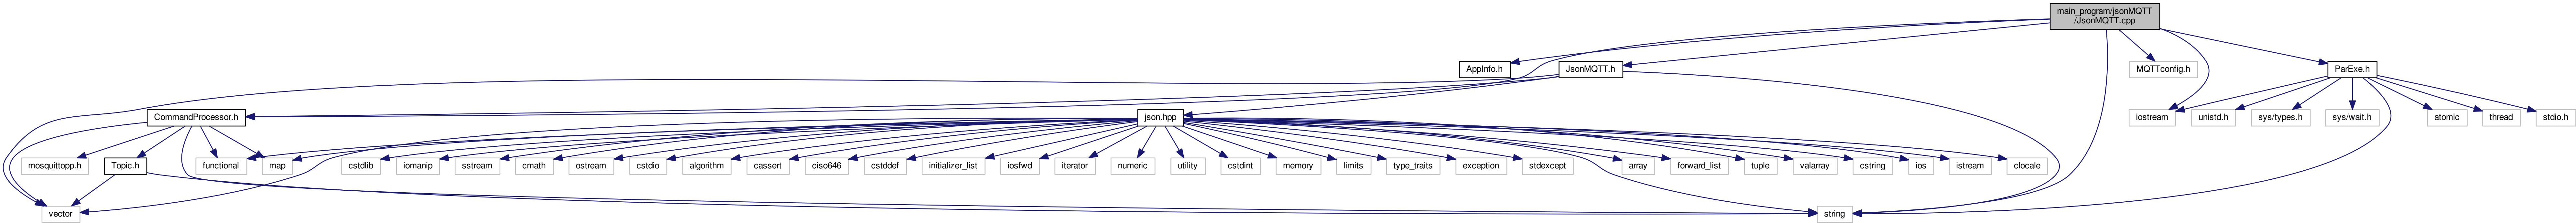 main_program/jsonMQTT
/JsonMQTT.cpp
AppInfo.h
JsonMQTT.h
MQTTconfig.h
ParExe.h
CommandProcessor.h
json.hpp
iostream
unistd.h
sys/types.h
sys/wait.h
atomic
thread
stdio.h
mosquittopp.h
Topic.h
functional
map
cstdlib
iomanip
sstream
cmath
ostream
cstdio
algorithm
cassert
ciso646
cstddef
initializer_list
iosfwd
iterator
numeric
utility
cstdint
memory
limits
type_traits
exception
stdexcept
array
forward_list
tuple
valarray
cstring
ios
istream
clocale
vector
string